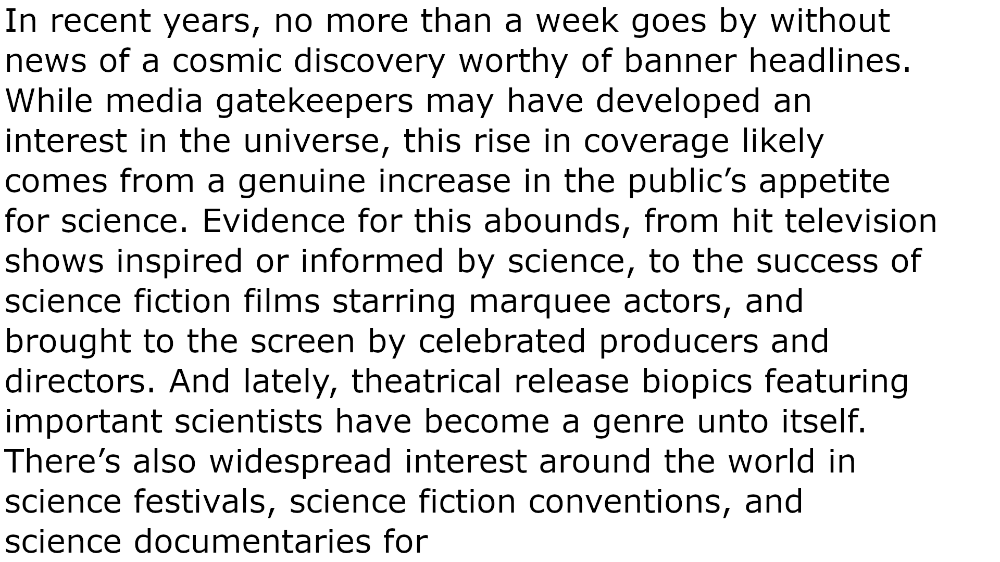 In recent years, no more than a week goes by without
news of a cosmic discovery worthy of banner headlines.
While media gatekeepers may have developed an
interest in the universe, this rise in coverage likely
comes from a genuine increase in the public’s appetite
for science. Evidence for this abounds, from hit television
shows inspired or informed by science, to the success of
science fiction films starring marquee actors, and
brought to the screen by celebrated producers and
directors. And lately, theatrical release biopics featuring
important scientists have become a genre unto itself.
There’s also widespread interest around the world in
science festivals, science fiction conventions, and
science documentaries for